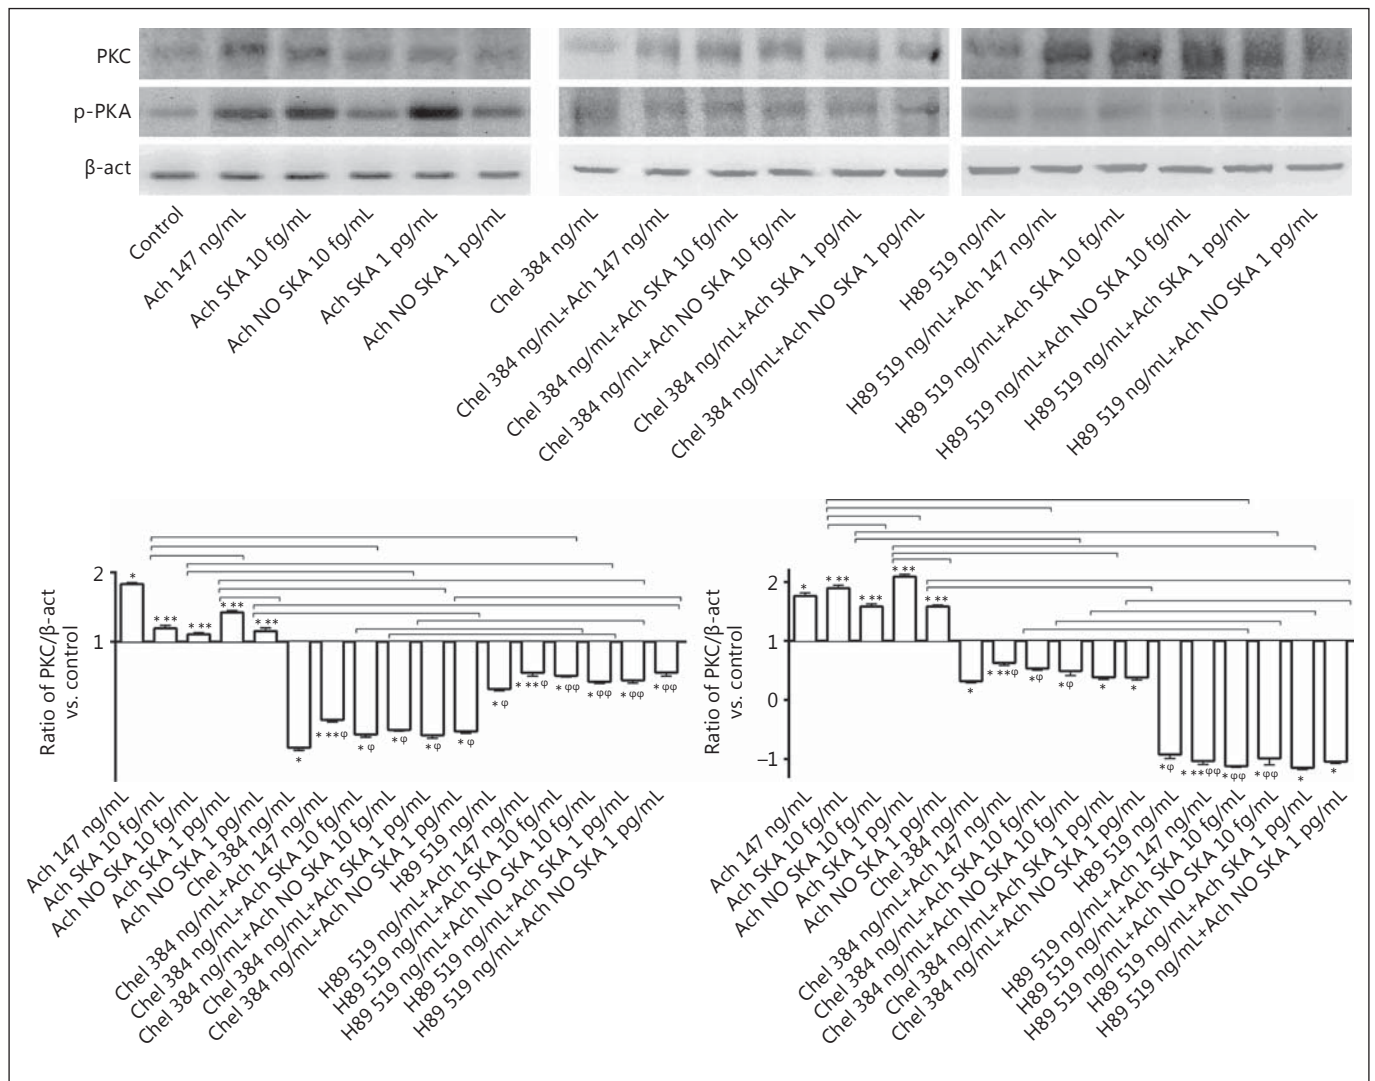 PKC
p-PKA
β-act
Control
Ach 147 ng/mL
Ach SKA 10 fg/mL
Ach NO SKA 10 fg/mL
Ach SKA 1 pg/mL
Ach NO SKA 1 pg/mL
Chel 384 ng/mL
Chel 384 ng/mL+Ach 147 ng/mL
Chel 384 ng/mL+Ach SKA 10 fg/mL
Chel 384 ng/mL+Ach NO SKA 10 fg/mL
Chel 384 ng/mL+Ach SKA 1 pg/mL
Chel 384 ng/mL+Ach NO SKA 1 pg/mL
H89 519 ng/mL
H89 519 ng/mL+Ach 147 ng/mL
H89 519 ng/mL+Ach SKA 10 fg/mL
H89 519 ng/mL+Ach NO SKA 10 fg/mL
H89 519 ng/mL+Ach SKA 1 pg/mL
H89 519 ng/mL+Ach NO SKA 1 pg/mL
Ratio of PKC/β-act
vs. control
2
1
*
* **
* **
* **
* **
*
* **φ
* φ
* φ
* φ
* φ
* φ
* **φ
* φφ
* φφ
* φφ
* φφ
Ach 147 ng/mL
Ach SKA 10 fg/mL
Ach NO SKA 10 fg/mL
Ach SKA 1 pg/mL
Ach NO SKA 1 pg/mL
Chel 384 ng/mL
Chel 384 ng/mL+Ach 147 ng/mL
Chel 384 ng/mL+Ach SKA 10 fg/mL
Chel 384 ng/mL+Ach NO SKA 10 fg/mL
Chel 384 ng/mL+Ach SKA 1 pg/mL
Chel 384 ng/mL+Ach NO SKA 1 pg/mL
H89 519 ng/mL
H89 519 ng/mL+Ach 147 ng/mL
H89 519 ng/mL+Ach SKA 10 fg/mL
H89 519 ng/mL+Ach NO SKA 10 fg/mL
H89 519 ng/mL+Ach SKA 1 pg/mL
H89 519 ng/mL+Ach NO SKA 1 pg/mL
Ratio of PKC/β-act
vs. control
2
1
0
–1
*
* **
* **
* **
* **
*
* **φ
* φ
* φ
*
*
* φ
* **φφ
* φφ
* φφ
*
*
Ach 147 ng/mL
Ach SKA 10 fg/mL
Ach NO SKA 10 fg/mL
Ach SKA 1 pg/mL
Ach NO SKA 1 pg/mL
Chel 384 ng/mL
Chel 384 ng/mL+Ach 147 ng/mL
Chel 384 ng/mL+Ach SKA 10 fg/mL
Chel 384 ng/mL+Ach NO SKA 10 fg/mL
Chel 384 ng/mL+Ach SKA 1 pg/mL
Chel 384 ng/mL+Ach NO SKA 1 pg/mL
H89 519 ng/mL
H89 519 ng/mL+Ach 147 ng/mL
H89 519 ng/mL+Ach SKA 10 fg/mL
H89 519 ng/mL+Ach NO SKA 10 fg/mL
H89 519 ng/mL+Ach SKA 1 pg/mL
H89 519 ng/mL+Ach NO SKA 1 pg/mL